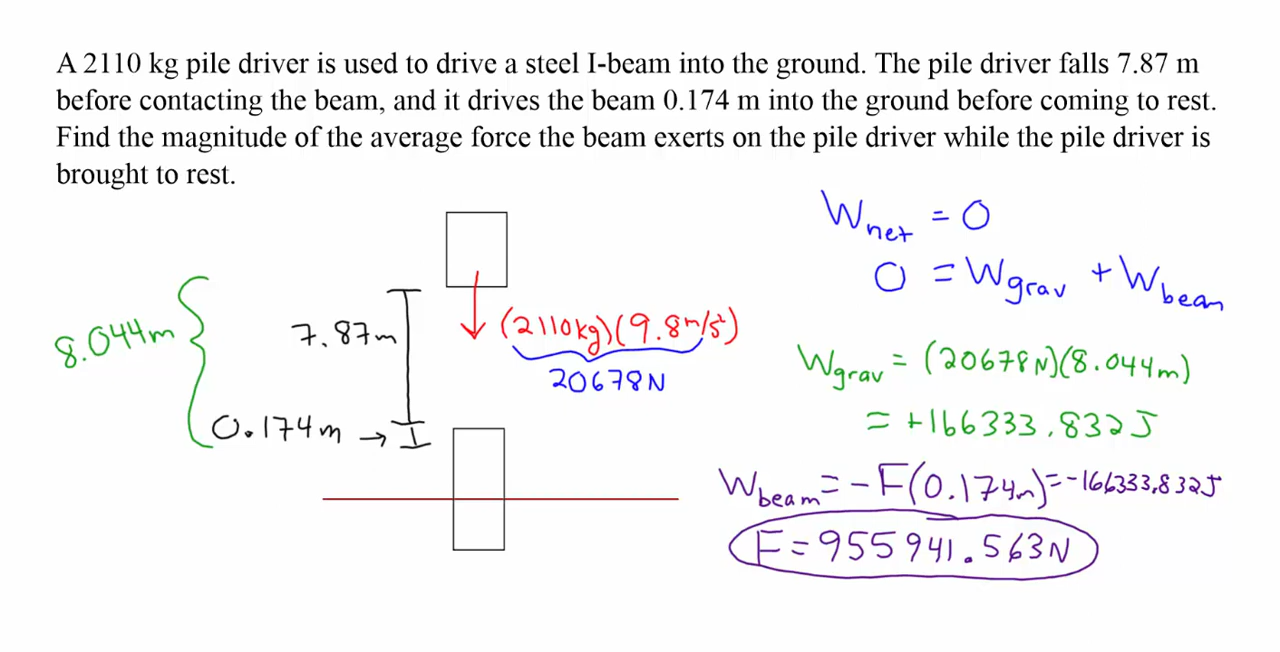 A 2110 kg pile driver is used to drive a steel I-beam into the ground. The pile driver falls 7.87 m
before contacting the beam, and it drives the beam 0.174 m into the ground before coming to rest.
Find the magnitude of the average force the beam exerts on the pile driver while the pile driver is
brought to rest.
W_net = 0
0 = W_grav + W_beam
8.044m
7.87m
(2110kg)(9.8m/s²)
20678N
0.174m →
W_grav = (20678N)(8.044m)
= +166333.832J
W_beam = -F(0.174m) = -166333.832J
F = 955941.563N